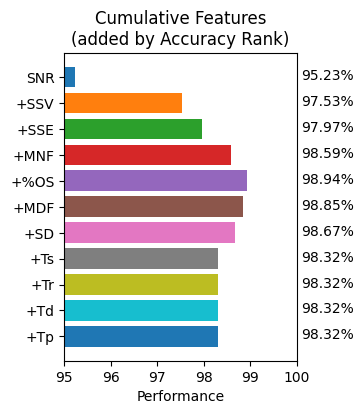 Cumulative Features
(added by Accuracy Rank)
SNR 95.23%
+SSV 97.53%
+SSE 97.97%
+MNF 98.59%
+%OS 98.94%
+MDF 98.85%
+SD 98.67%
+Ts 98.32%
+Tr 98.32%
+Td 98.32%
+Tp 98.32%
95 96 97 98 99 100
Performance